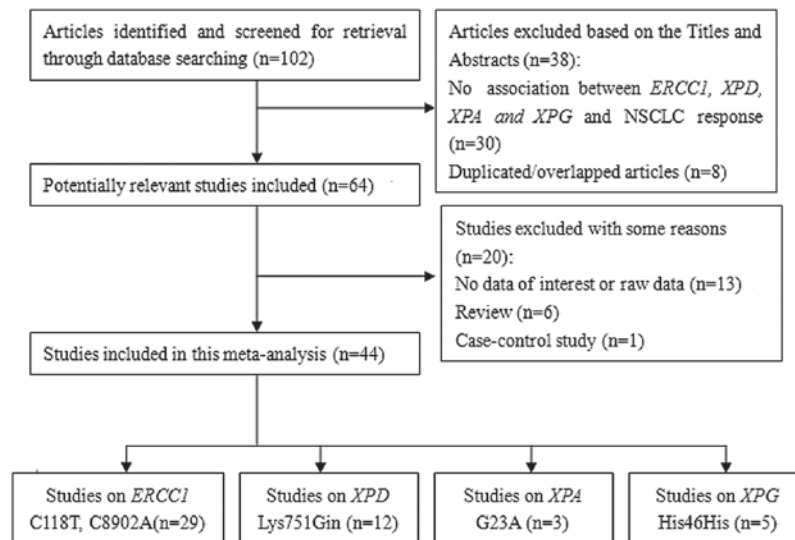 Articles identified and screened for retrieval
through database searching (n=102)
Articles excluded based on the Titles and
Abstracts (n=38):
No association between ERCC1, XPD,
XPA and XPG and NSCLC response
(n=30)
Duplicated/overlapped articles (n=8)
Potentially relevant studies included (n=64)
Studies excluded with some reasons
(n=20):
No data of interest or raw data (n=13)
Review (n=6)
Case-control study (n=1)
Studies included in this meta-analysis (n=44)
Studies on ERCC1
C118T, C8902A(n=29)
Studies on XPD
Lys751Gin (n=12)
Studies on XPA
G23A (n=3)
Studies on XPG
His46His (n=5)